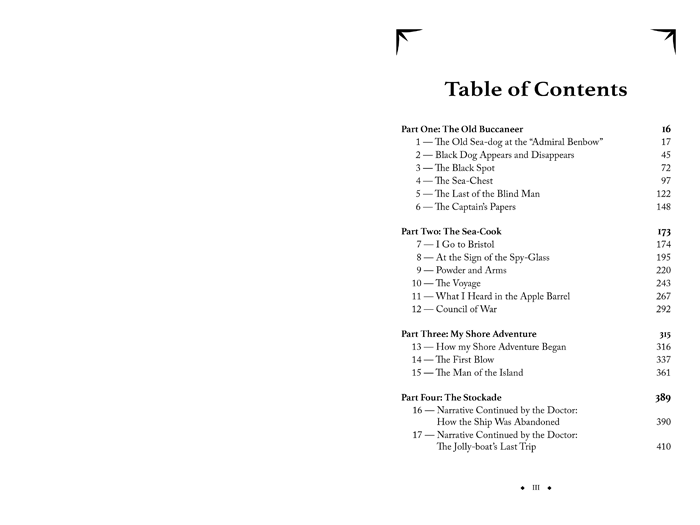 Table of Contents
Part One: The Old Buccaneer 16
1 — The Old Sea-dog at the “Admiral Benbow” 17
2 — Black Dog Appears and Disappears 45
3 — The Black Spot 72
4 — The Sea-Chest 97
5 — The Last of the Blind Man 122
6 — The Captain’s Papers 148
Part Two: The Sea-Cook 173
7 — I Go to Bristol 174
8 — At the Sign of the Spy-Glass 195
9 — Powder and Arms 220
10 — The Voyage 243
11 — What I Heard in the Apple Barrel 267
12 — Council of War 292
Part Three: My Shore Adventure 315
13 — How my Shore Adventure Began 316
14 — The First Blow 337
15 — The Man of the Island 361
Part Four: The Stockade 389
16 — Narrative Continued by the Doctor:
How the Ship Was Abandoned 390
17 — Narrative Continued by the Doctor:
The Jolly-boat’s Last Trip 410
◆ III ◆